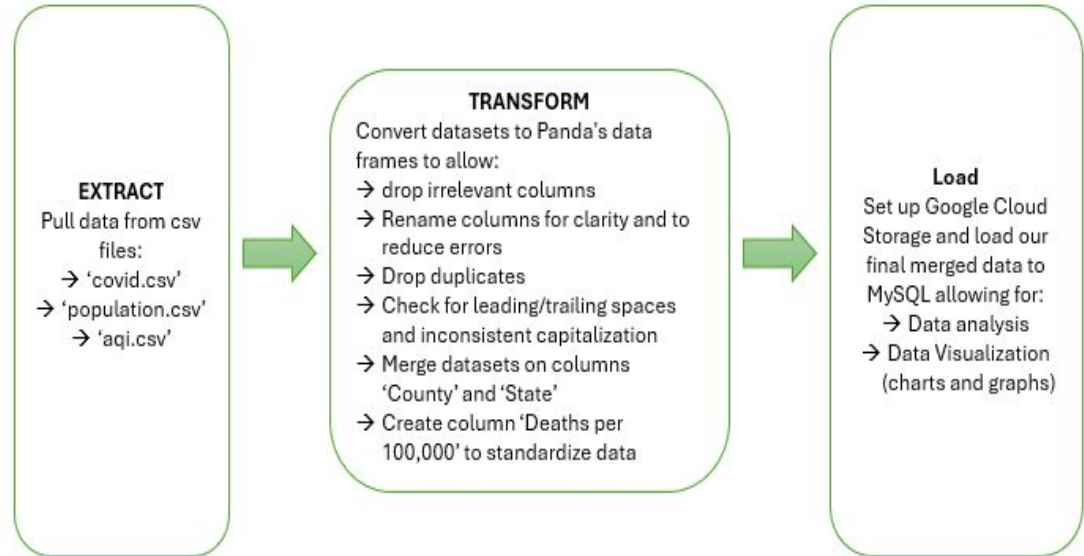 EXTRACT
Pull data from csv
files:
→ ‘covid.csv’
→ ‘population.csv’
→ ‘aqi.csv’
TRANSFORM
Convert datasets to Panda's data
frames to allow:
→ drop irrelevant columns
→ Rename columns for clarity and to
reduce errors
→ Drop duplicates
→ Check for leading/trailing spaces
and inconsistent capitalization
→ Merge datasets on columns
‘County’ and ‘State’
→ Create column ‘Deaths per
100,000’ to standardize data
Load
Set up Google Cloud
Storage and load our
final merged data to
MySQL allowing for:
→ Data analysis
→ Data Visualization
(charts and graphs)